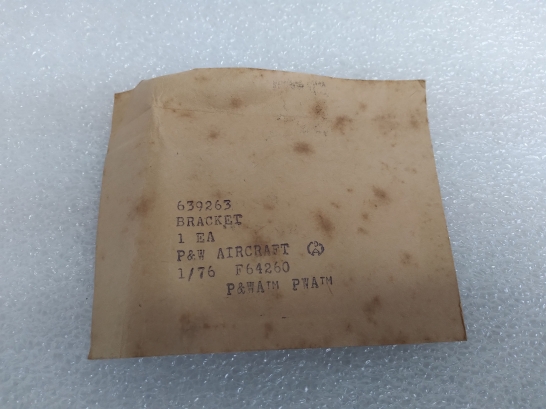 639263
BRACKET
1 EA
P&W AIRCRAFT
1/76 F64260
P&WA™ PWA™